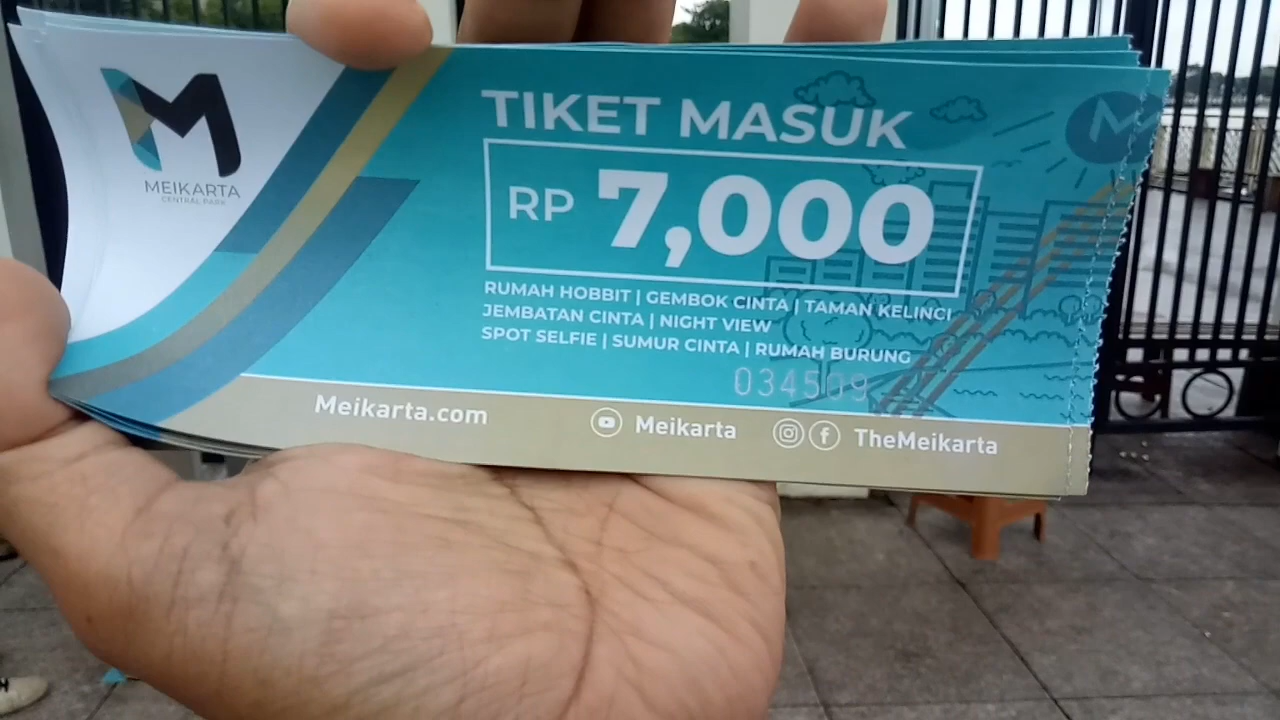 MEIKARTA
CENTRAL PARK
TIKET MASUK
RP 7,000
RUMAH HOBBIT | GEMBOK CINTA | TAMAN KELINCI
JEMBATAN CINTA | NIGHT VIEW
SPOT SELFIE | SUMUR CINTA | RUMAH BURUNG
034509
Meikarta.com
Meikarta
TheMeikarta